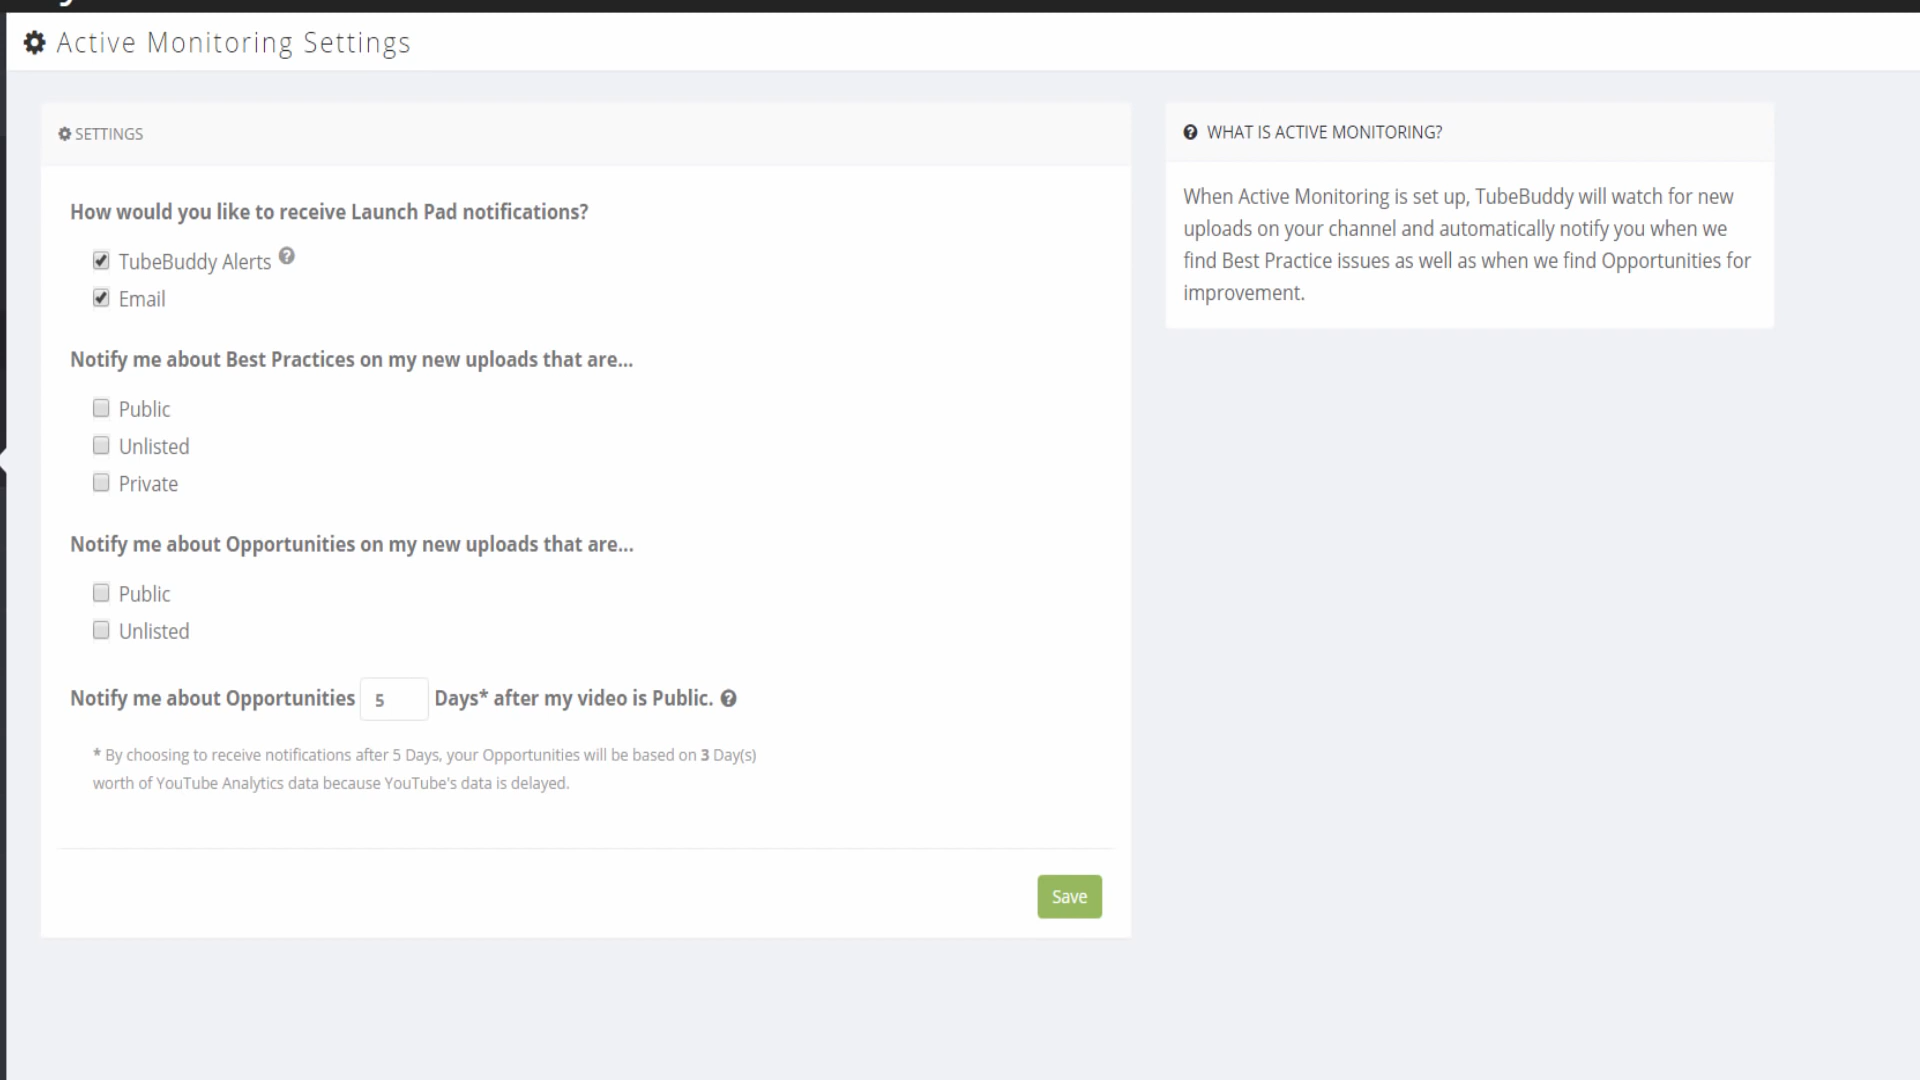 Active Monitoring Settings
SETTINGS
How would you like to receive Launch Pad notifications?
TubeBuddy Alerts
Email
Notify me about Best Practices on my new uploads that are...
Public
Unlisted
Private
Notify me about Opportunities on my new uploads that are...
Public
Unlisted
Notify me about Opportunities 5 Days* after my video is Public.
* By choosing to receive notifications after 5 Days, your Opportunities will be based on 3 Day(s)
worth of YouTube Analytics data because YouTube's data is delayed.
Save
WHAT IS ACTIVE MONITORING?
When Active Monitoring is set up, TubeBuddy will watch for new
uploads on your channel and automatically notify you when we
find Best Practice issues as well as when we find Opportunities for
improvement.